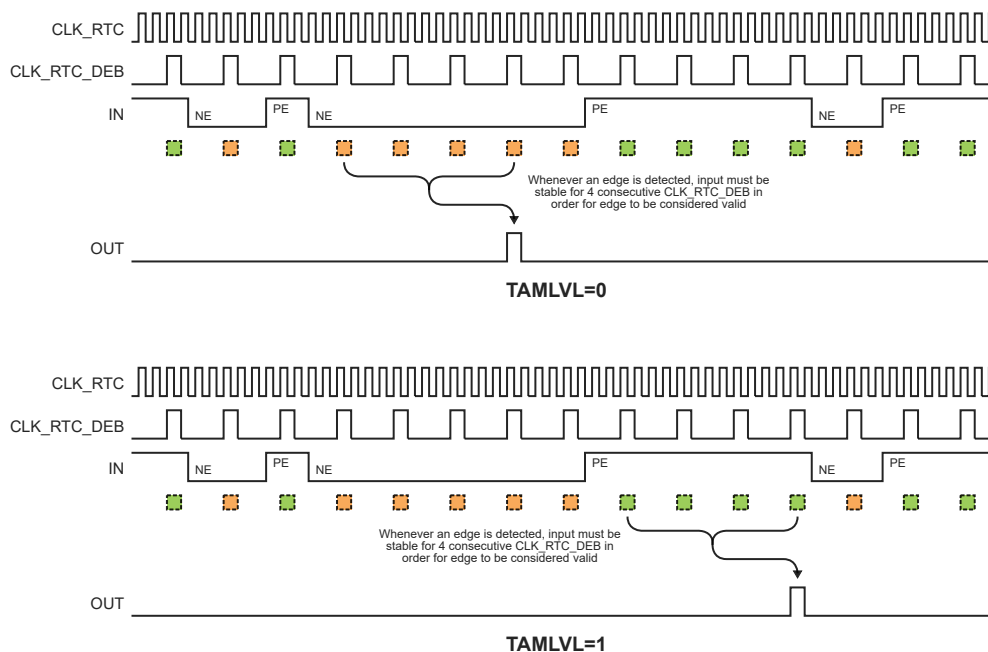 CLK_RTC
CLK_RTC_DEB
IN
NE
PE
NE
PE
NE
PE
Whenever an edge is detected, input must be
stable for 4 consecutive CLK_RTC_DEB in
order for edge to be considered valid
OUT
TAMLVL=0
CLK_RTC
CLK_RTC_DEB
IN
NE
PE
NE
PE
NE
PE
Whenever an edge is detected, input must be
stable for 4 consecutive CLK_RTC_DEB in
order for edge to be considered valid
OUT
TAMLVL=1